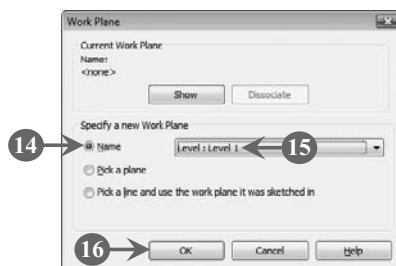 Work Plane
Current Work Plane
Name:
<none>
Show Dissociate
Specify a new Work Plane
14 Name Level : Level 1 15
Pick a plane
Pick a line and use the work plane it was sketched in
16 OK Cancel Help